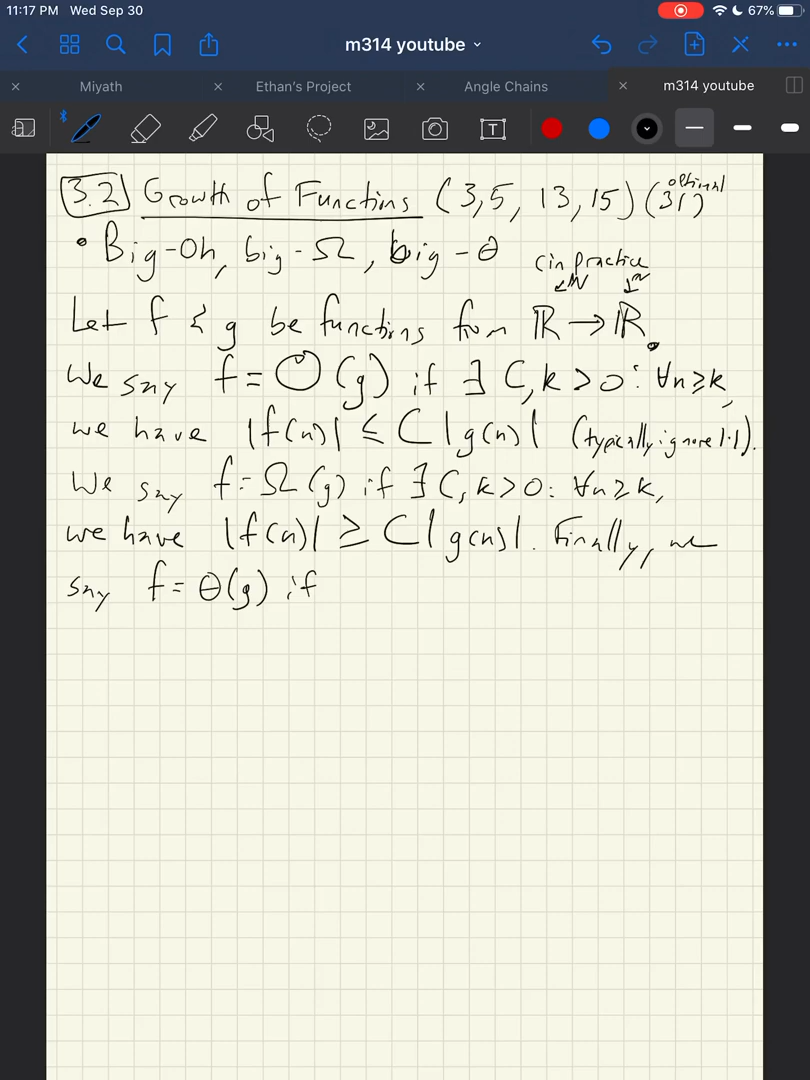 11:17 PM Wed Sep 30 67%
m314 youtube
Miyath Ethan's Project Angle Chains m314 youtube
3.2 Growth of Functions (3, 5, 13, 15) (31) optional
• Big-Oh, big-Ω, big-Θ
(in practice
ℕ ℕ
Let f & g be functions from ℝ → ℝ.
We say f = O(g) if ∃ C, k > 0 : ∀n ≥ k,
we have |f(n)| ≤ C|g(n)| (typically ignore |·|).
We say f = Ω(g) if ∃ C, k > 0 : ∀n ≥ k,
we have |f(n)| ≥ C|g(n)|. Finally, we
say f = Θ(g) if